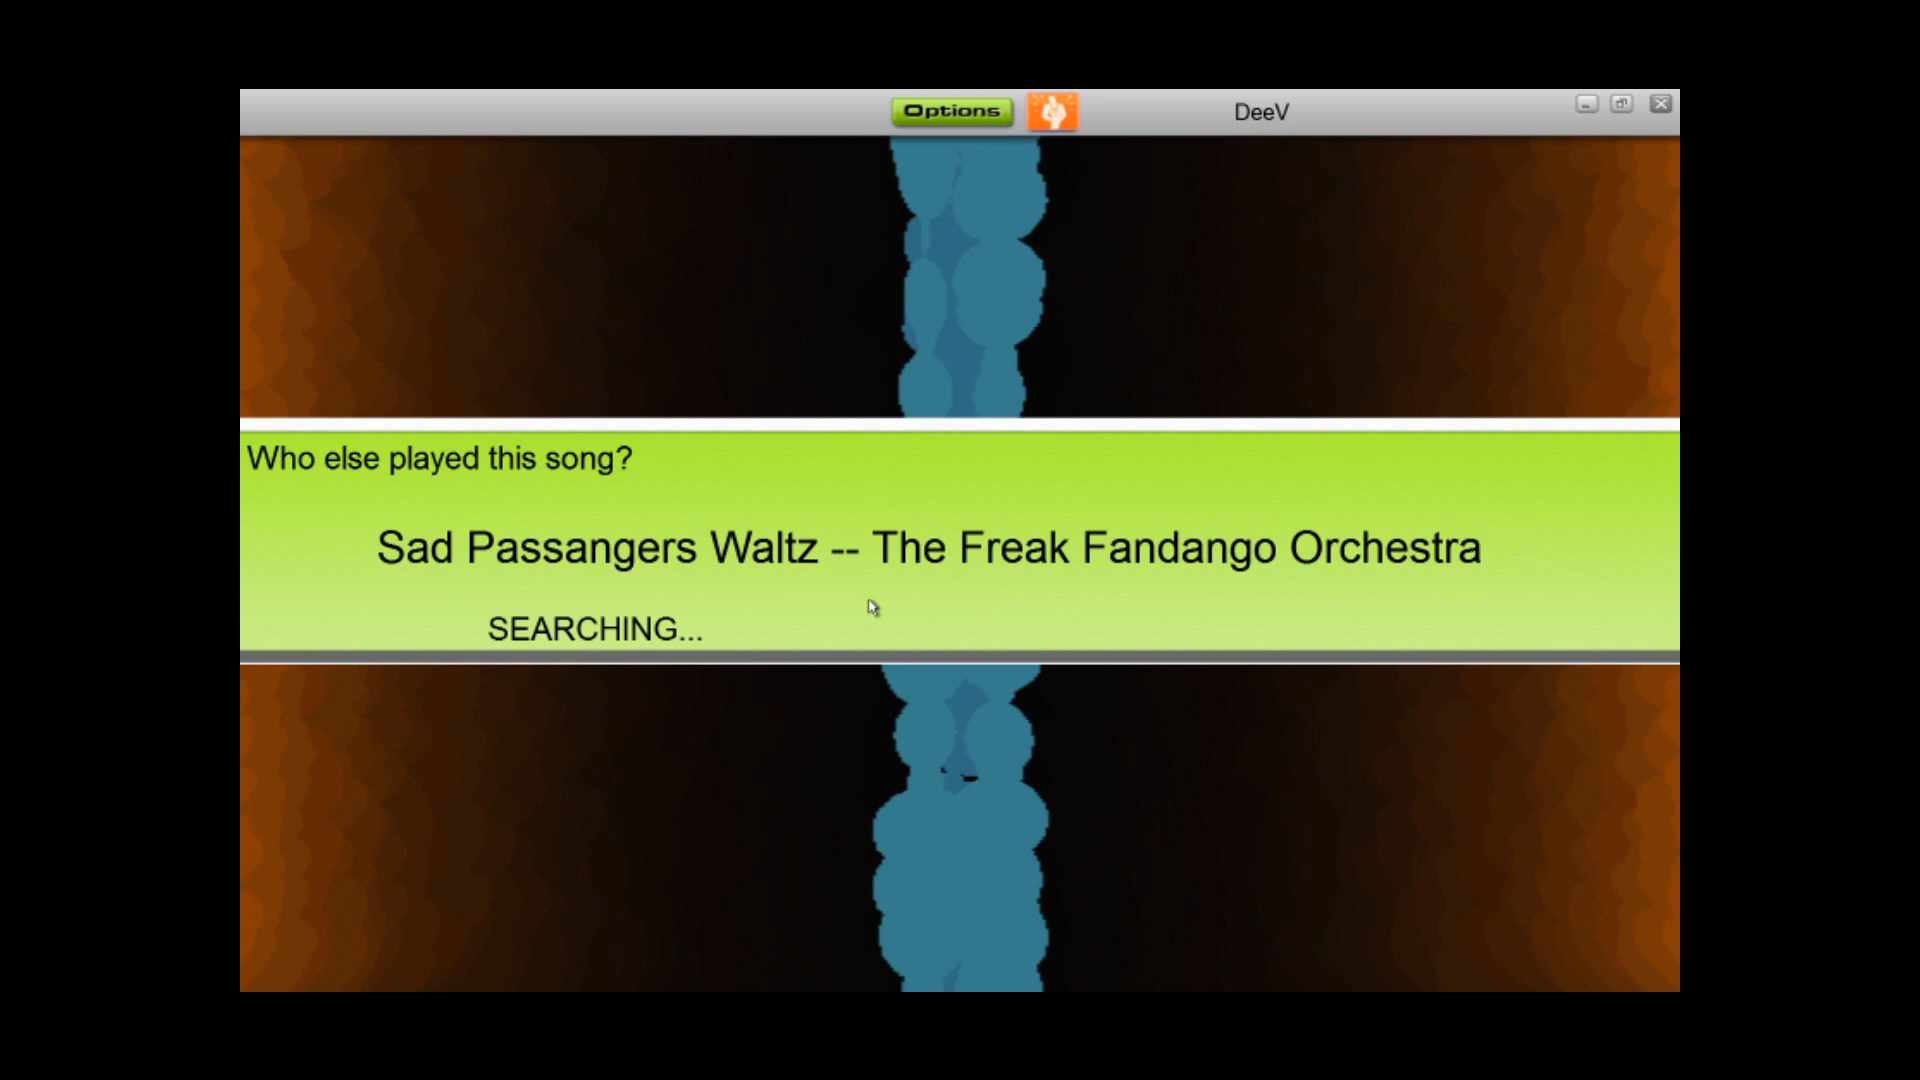 Options
DeeV
Who else played this song?
Sad Passangers Waltz -- The Freak Fandango Orchestra
SEARCHING...